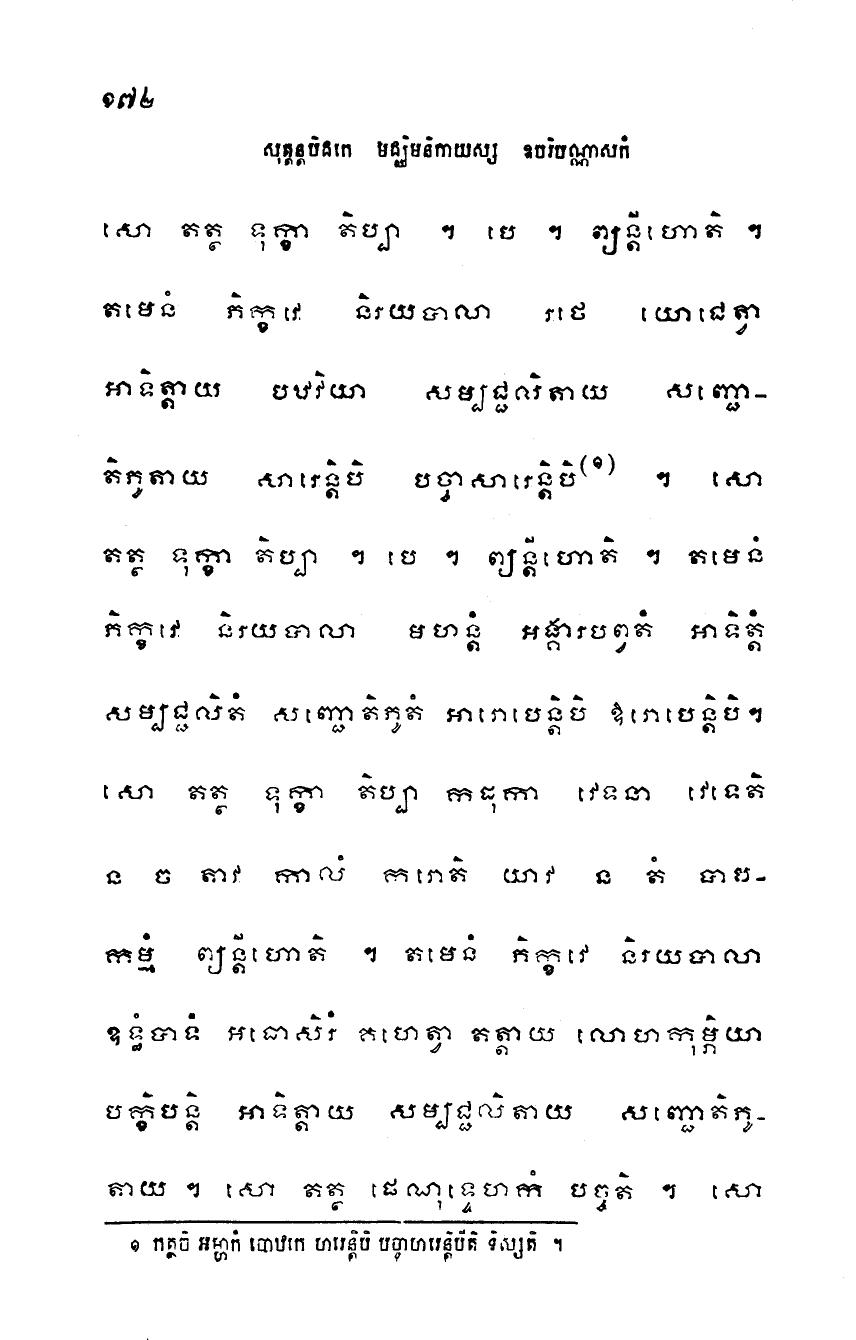 ១៧២
សុត្តន្តបិដកេ មជ្ឈិមនិកាយស្ស ឧបរិបណ្ណាសកំ
សោ តត្ថ ទុក្ខា តិប្បា ។ បេ ។ ព្យន្តីហោតិ ។
តមេនំ ភិក្ខវេ និរយបាលា រថេ យោជេត្វា
អាទិត្តាយ បឋវិយា សម្បជ្ជលិតាយ សញ្ជោ-
តិភូតាយ សារេន្តិបិ បច្ចាសារេន្តិបិ(១) ។ សោ
តត្ថ ទុក្ខា តិប្បា ។ បេ ។ ព្យន្តីហោតិ ។ តមេនំ
ភិក្ខវេ និរយបាលា មហន្តំ អង្គារបព្វតំ អាទិត្តំ
សម្បជ្ជលិតំ សញ្ជោតិភូតំ អារោបេន្តិបិ ឱរោបេន្តិបិ។
សោ តត្ថ ទុក្ខា តិប្បា កដុកា វេទនា វេទេតិ
ន ច តាវ កាលំ ករោតិ យាវ ន តំ បាប-
កម្មំ ព្យន្តីហោតិ ។ តមេនំ ភិក្ខវេ និរយបាលា
ឧទ្ធំបាទំ អធោសិរំ គហេត្វា តត្តាយ លោហកុម្ភិយា
បក្ខិបន្តិ អាទិត្តាយ សម្បជ្ជលិតាយ សញ្ជោតិភូ-
តាយ ។ សោ តត្ថ ផេណុទ្ទេហកំ បច្ចតិ ។ សោ
១ កត្ថចិ អម្ហាកំ បោឋកេ ហារេន្តិបិ បច្ចាហារេន្តិបីតិ ទិស្សតិ ។